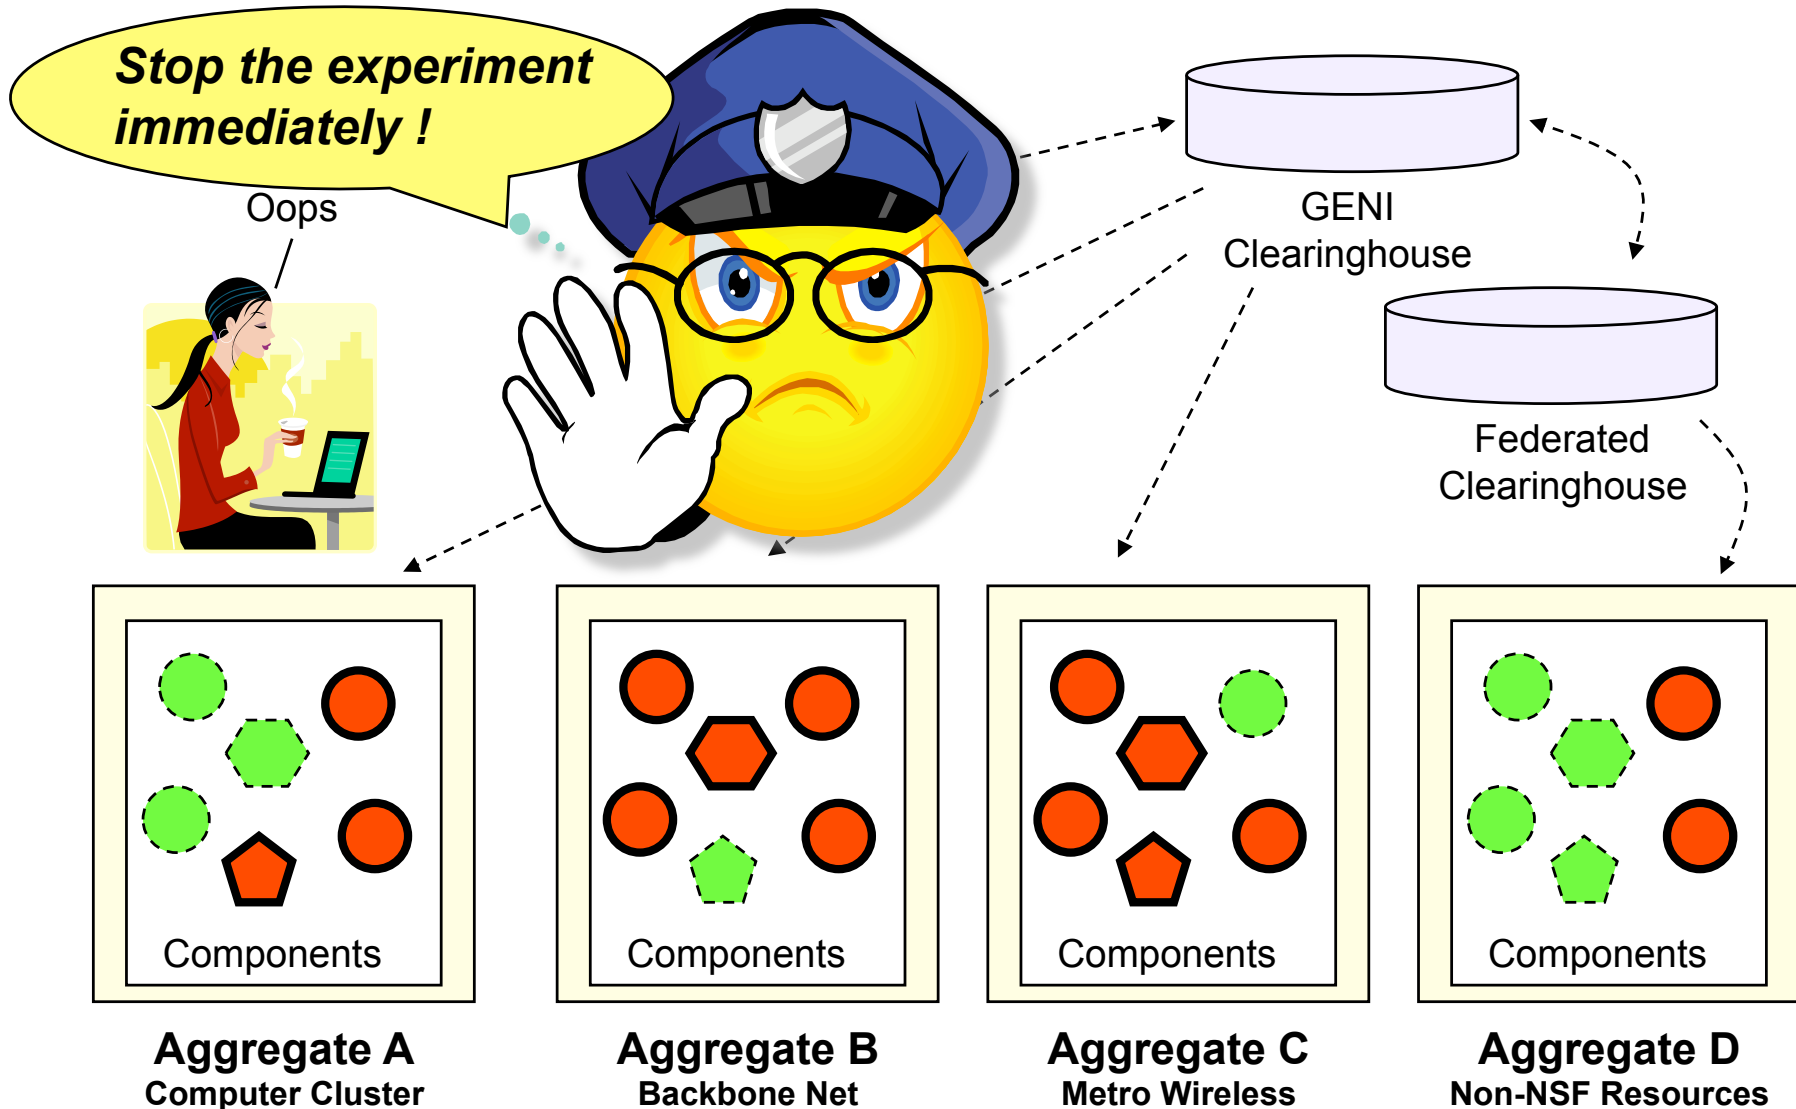 Stop the experiment
immediately !
Oops
GENI
Clearinghouse
Federated
Clearinghouse
Components
Components
Components
Components
Aggregate A
Computer Cluster
Aggregate B
Backbone Net
Aggregate C
Metro Wireless
Aggregate D
Non-NSF Resources